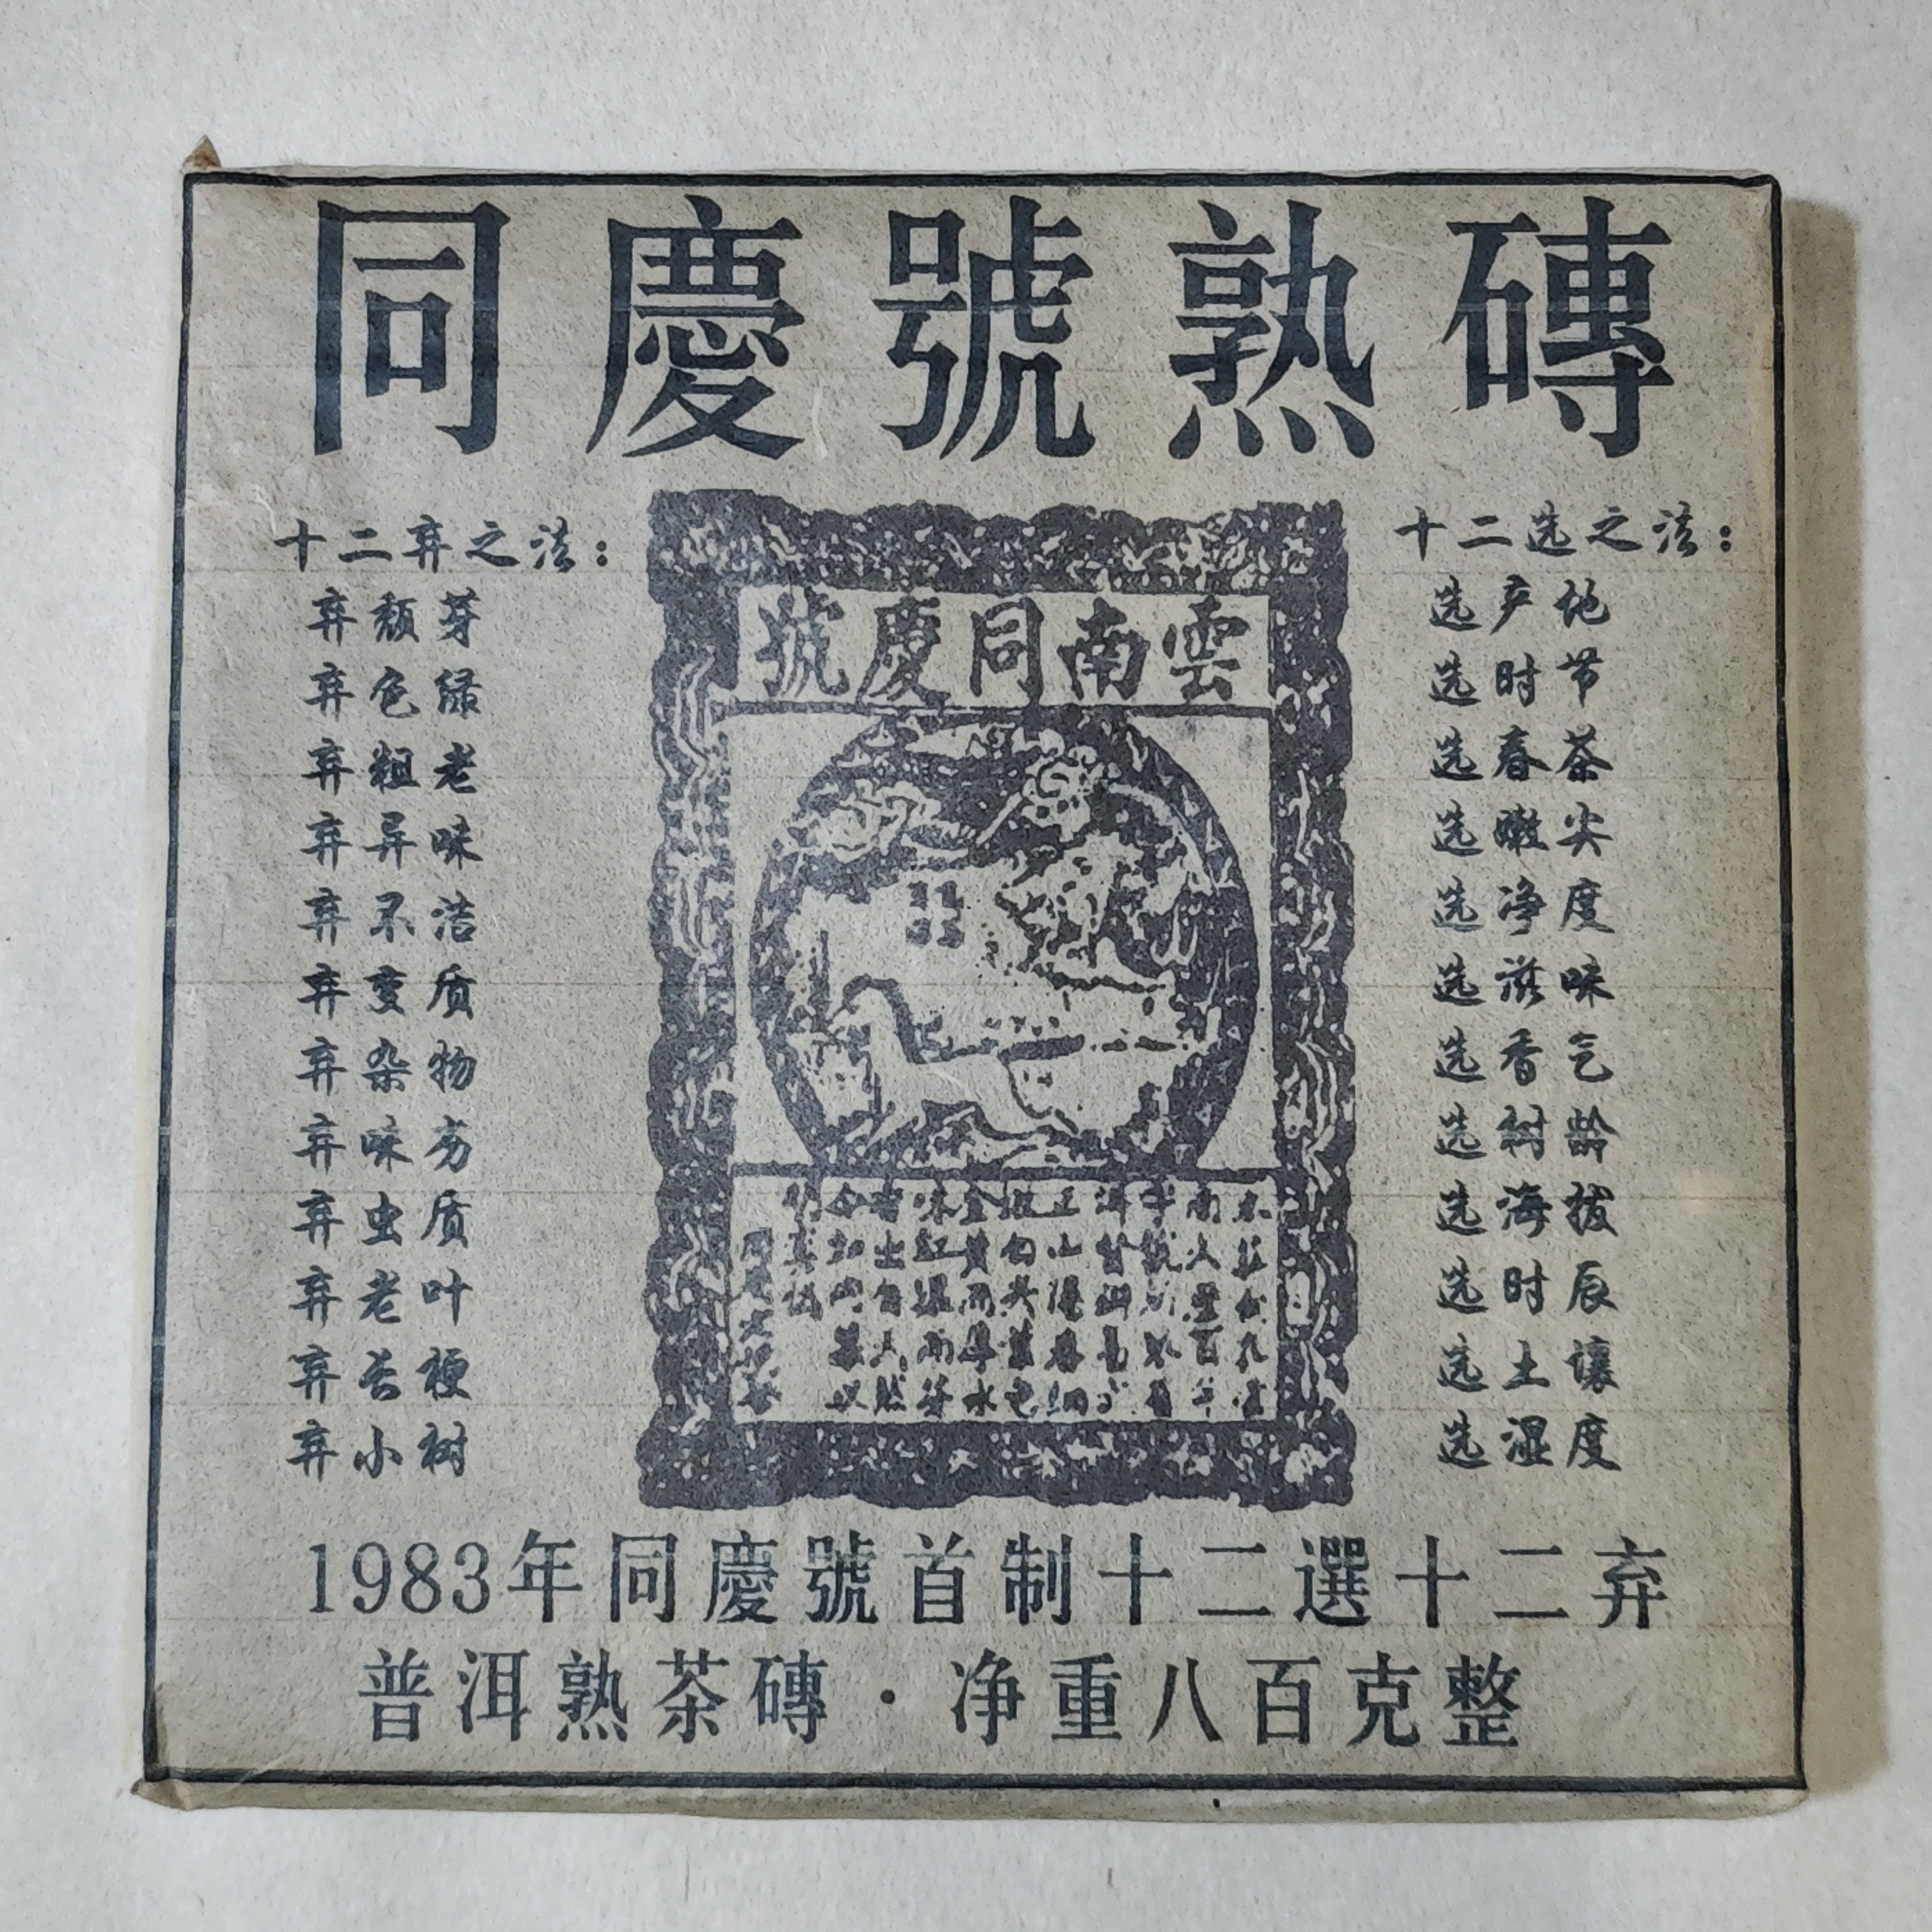 同慶號熟磚
十二弃之法：
弃颓芽
弃色绿
弃粗老
弃异味
弃不洁
弃变质
弃杂物
弃味劣
弃虫质
弃老叶
弃长梗
弃小树
號慶同南雲
十二选之法：
选产地
选时节
选春茶
选嫩尖
选净度
选滋味
选香气
选树龄
选海拔
选时辰
选土壤
选湿度
1983年同慶號首制十二選十二弃
普洱熟茶磚·净重八百克整